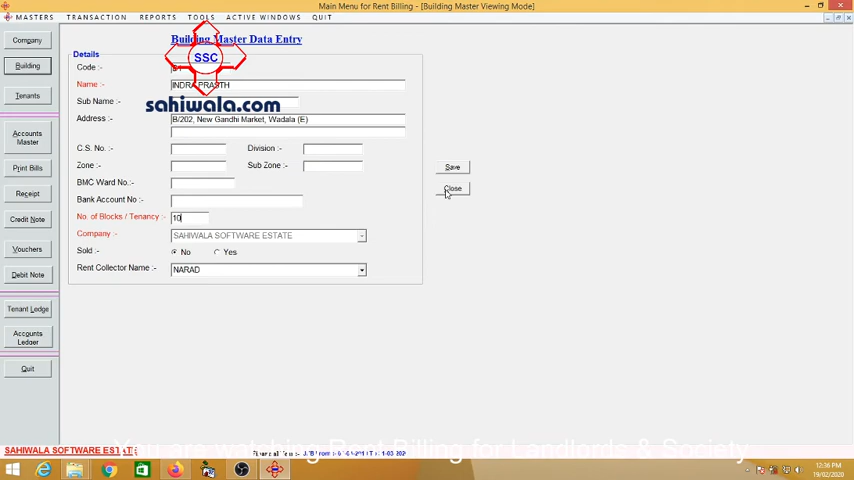 Main Menu for Rent Billing - [Building Master Viewing Mode]
MASTERS TRANSACTION REPORTS TOOLS ACTIVE WINDOWS QUIT
Company
Building
Tenants
Accounts
Master
Print Bills
Receipt
Credit Note
Vouchers
Debit Note
Tenant Ledger
Accounts
Ledger
Quit
Building Master Data Entry
SSC
sahiwala.com
Details
Code :-
Name :- INDRAPRASTH
Sub Name :-
Address :- B/202, New Gandhi Market, Wadala (E)
C.S. No. :- Division :-
Zone :- Sub Zone :-
BMC Ward No. :-
Bank Account No :-
No. of Blocks / Tenancy :- 10
Company :- SAHIWALA SOFTWARE ESTATE
Sold :- No Yes
Rent Collector Name :- NARAD
Save
Close
You are watching Rent Billing for Landlords & Society
SAHIWALA SOFTWARE ESTATE
12:36 PM
19/02/2020